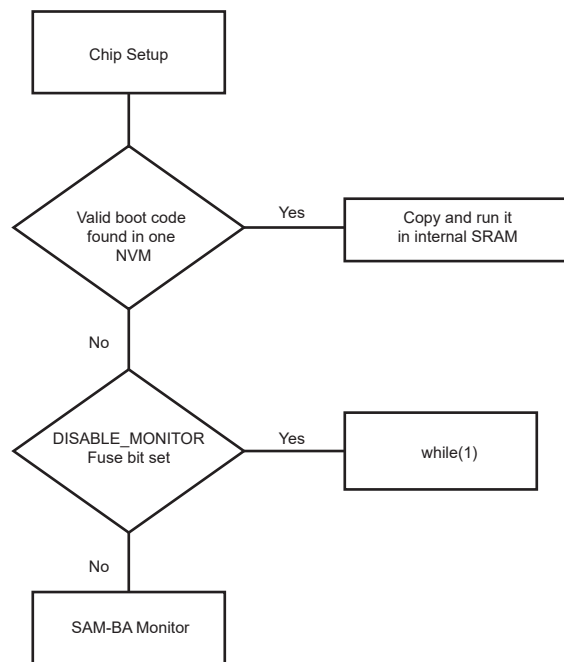 Chip Setup
Valid boot code
found in one
NVM
Yes
Copy and run it
in internal SRAM
No
DISABLE_MONITOR
Fuse bit set
Yes
while(1)
No
SAM-BA Monitor